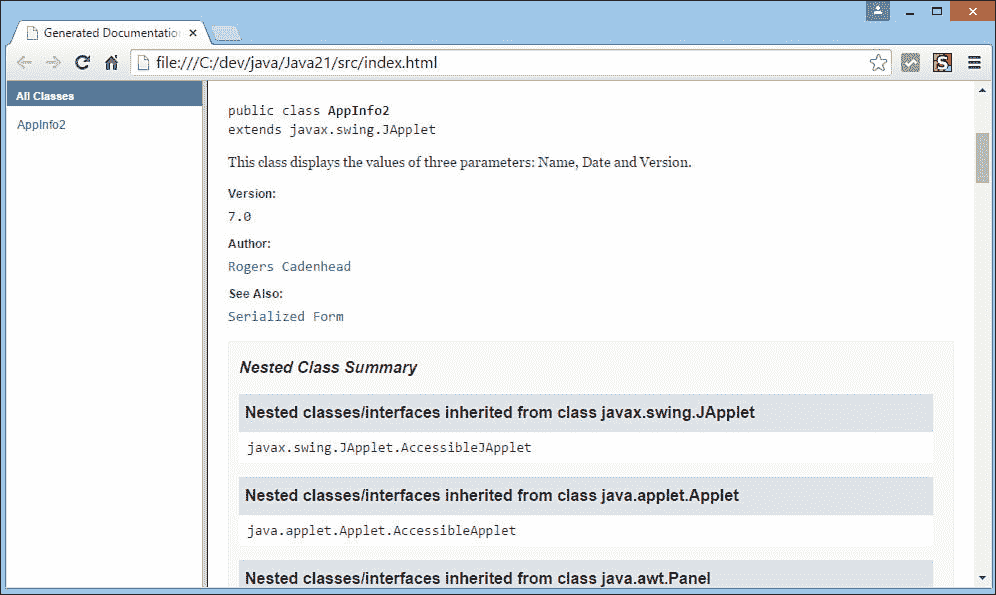 Generated Documentatio
file:///C:/dev/java/Java21/src/index.html
S
All Classes
AppInfo2
public class AppInfo2
extends javax.swing.JApplet
This class displays the values of three parameters: Name, Date and Version.
Version:
7.0
Author:
Rogers Cadenhead
See Also:
Serialized Form
Nested Class Summary
Nested classes/interfaces inherited from class javax.swing.JApplet
javax.swing.JApplet.AccessibleJApplet
Nested classes/interfaces inherited from class java.applet.Applet
java.applet.Applet.AccessibleApplet
Nested classes/interfaces inherited from class java.awt.Panel